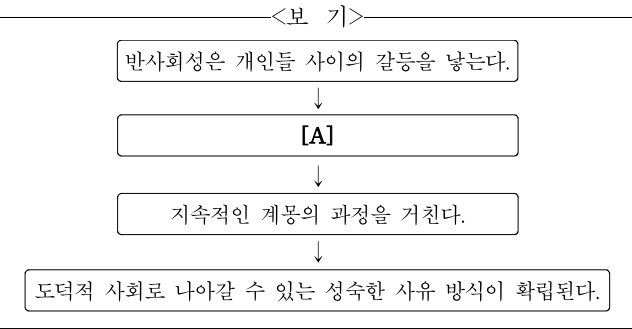 <보 기>
반사회성은 개인들 사이의 갈등을 낳는다.
↓
[A]
↓
지속적인 계몽의 과정을 거친다.
↓
도덕적 사회로 나아갈 수 있는 성숙한 사유 방식이 확립된다.